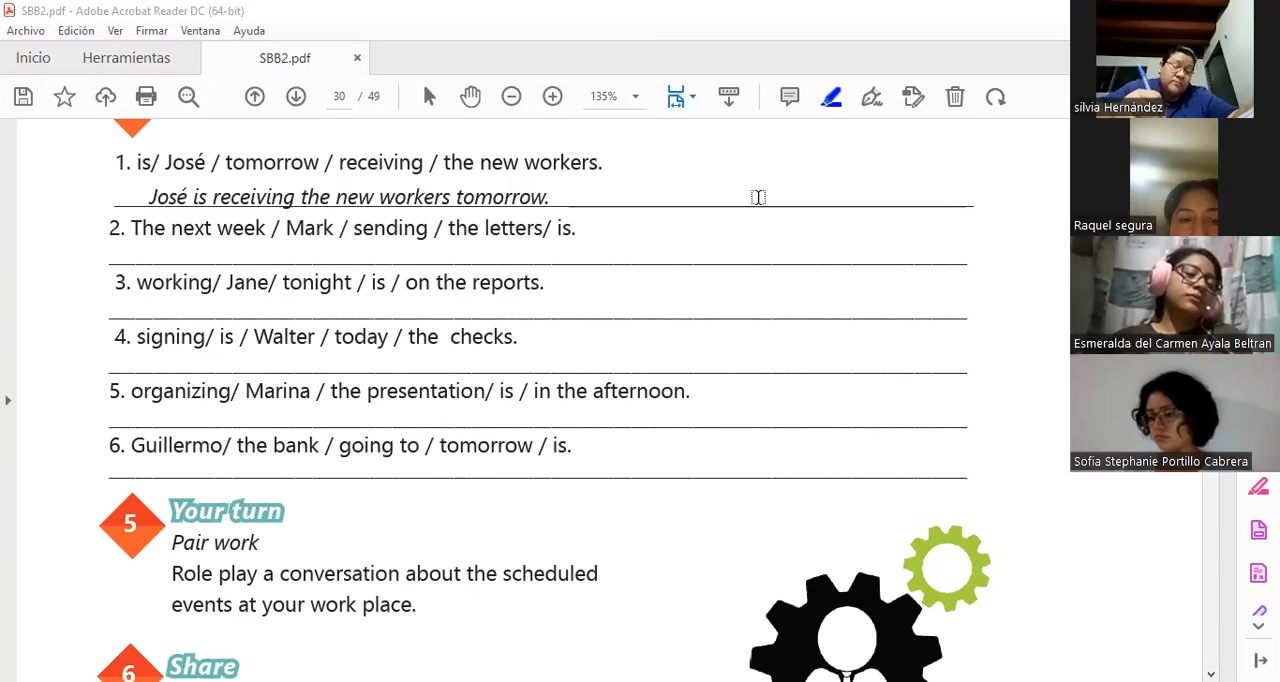 SBB2.pdf - Adobe Acrobat Reader DC (64-bit)
Archivo Edición Ver Firmar Ventana Ayuda
Inicio Herramientas SBB2.pdf ×
30 / 49 135%
1. is/ José / tomorrow / receiving / the new workers.
José is receiving the new workers tomorrow.
2. The next week / Mark / sending / the letters/ is.
3. working/ Jane/ tonight / is / on the reports.
4. signing/ is / Walter / today / the checks.
5. organizing/ Marina / the presentation/ is / in the afternoon.
6. Guillermo/ the bank / going to / tomorrow / is.
5 Your turn
Pair work
Role play a conversation about the scheduled
events at your work place.
6 Share
silvia Hernández
Raquel segura
Esmeralda del Carmen Ayala Beltran
Sofia Stephanie Portillo Cabrera